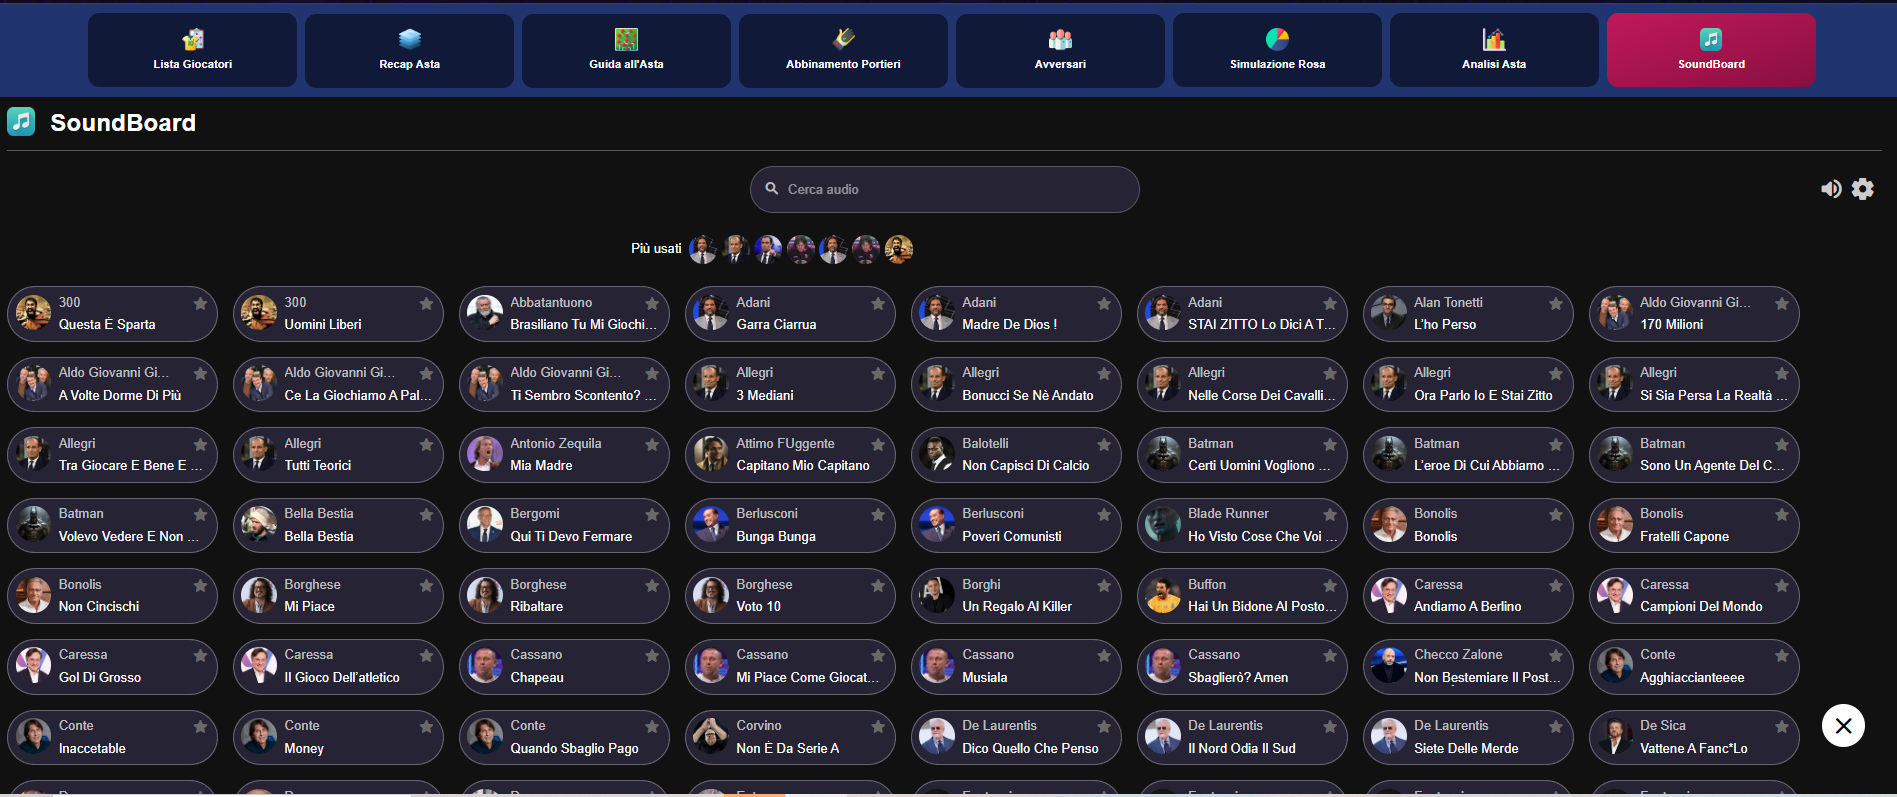 Lista Giocatori
Recap Asta
Guida all'Asta
Abbinamento Portieri
Avversari
Simulazione Rosa
Analisi Asta
SoundBoard
SoundBoard
Cerca audio
Più usati
300
Questa È Sparta
300
Uomini Liberi
Abbatantuono
Brasiliano Tu Mi Giochi...
Adani
Garra Ciarrua
Adani
Madre De Dios !
Adani
STAI ZITTO Lo Dici A T...
Alan Tonetti
L'ho Perso
Aldo Giovanni Gi...
170 Milioni
Aldo Giovanni Gi...
A Volte Dorme Di Più
Aldo Giovanni Gi...
Ce La Giochiamo A Pal...
Aldo Giovanni Gi...
Ti Sembro Scontento? ...
Allegri
3 Mediani
Allegri
Bonucci Se Nè Andato
Allegri
Nelle Corse Dei Cavalli...
Allegri
Ora Parlo Io E Stai Zitto
Allegri
Si Sia Persa La Realtà ...
Allegri
Tra Giocare E Bene E ...
Allegri
Tutti Teorici
Antonio Zequila
Mia Madre
Attimo FUggente
Capitano Mio Capitano
Balotelli
Non Capisci Di Calcio
Batman
Certi Uomini Vogliono ...
Batman
L'eroe Di Cui Abbiamo ...
Batman
Sono Un Agente Del C...
Batman
Volevo Vedere E Non ...
Bella Bestia
Bella Bestia
Bergomi
Qui Ti Devo Fermare
Berlusconi
Bunga Bunga
Berlusconi
Poveri Comunisti
Blade Runner
Ho Visto Cose Che Voi ...
Bonolis
Bonolis
Bonolis
Fratelli Capone
Bonolis
Non Cincischi
Borghese
Mi Piace
Borghese
Ribaltare
Borghese
Voto 10
Borghi
Un Regalo Al Killer
Buffon
Hai Un Bidone Al Posto...
Caressa
Andiamo A Berlino
Caressa
Campioni Del Mondo
Caressa
Gol Di Grosso
Caressa
Il Gioco Dell'atletico
Cassano
Chapeau
Cassano
Mi Piace Come Giocat...
Cassano
Musiala
Cassano
Sbaglierò? Amen
Checco Zalone
Non Bestemiare Il Post...
Conte
Agghiaccianteeee
Conte
Inaccetable
Conte
Money
Conte
Quando Sbaglio Pago
Corvino
Non È Da Serie A
De Laurentis
Dico Quello Che Penso
De Laurentis
Il Nord Odia Il Sud
De Laurentis
Siete Delle Merde
De Sica
Vattene A Fanc*Lo